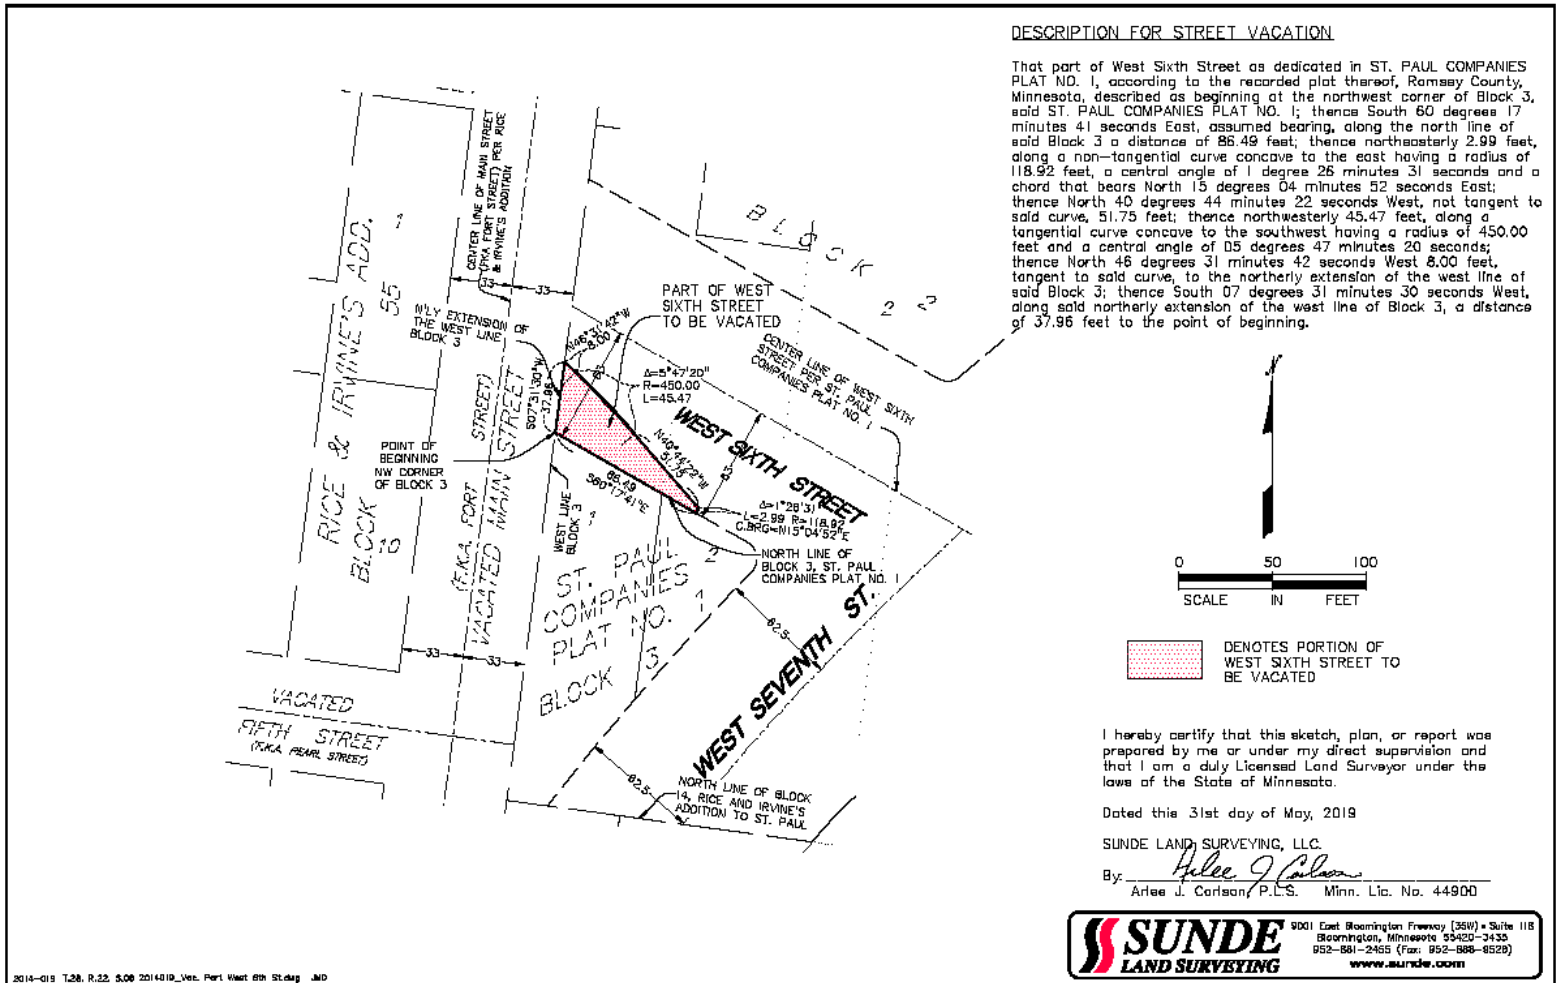 DESCRIPTION FOR STREET VACATION
That part of West Sixth Street as dedicated in ST. PAUL COMPANIES
PLAT NO. 1, according to the recorded plat thereof, Ramsey County,
Minnesota, described as beginning at the northwest corner of Block 3,
said ST. PAUL COMPANIES PLAT NO. 1; thence South 60 degrees 17
minutes 41 seconds East, assumed bearing, along the north line of
said Block 3 a distance of 86.49 feet; thence northeasterly 2.99 feet,
along a non-tangential curve concave to the east having a radius of
118.92 feet, a central angle of 1 degree 26 minutes 31 seconds and a
chord that bears North 15 degrees 04 minutes 52 seconds East;
thence North 40 degrees 44 minutes 22 seconds West, not tangent to
said curve, 51.75 feet; thence northwesterly 45.47 feet, along a
tangential curve concave to the southwest having a radius of 450.00
feet and a central angle of 05 degrees 47 minutes 20 seconds;
thence North 46 degrees 31 minutes 42 seconds West 8.00 feet,
tangent to said curve, to the northerly extension of the west line of
said Block 3; thence South 07 degrees 31 minutes 30 seconds West,
along said northerly extension of the west line of Block 3, a distance
of 37.96 feet to the point of beginning.
CENTER LINE OF MAIN STREET
(FKA FORT STREET) PER RICE
& IRVINE'S ADDITION
33
33
RICE & IRVINE'S ADD.
BLOCK 55
1
10
BLOCK 22
N'LY EXTENSION OF
THE WEST LINE
BLOCK 3
PART OF WEST
SIXTH STREET
TO BE VACATED
N46°31'42"W
8.00
S07°31'30"W
37.96
63
Δ=5°47'20"
R=450.00
L=45.47
CENTER LINE OF WEST SIXTH
STREET PER ST. PAUL
COMPANIES PLAT NO. 1
WEST SIXTH STREET
N40°44'22"W
51.75
63
POINT OF
BEGINNING
NW CORNER
OF BLOCK 3
86.49
S60°17'41"E
Δ=1°26'31"
L=2.99 R=118.92
C.BRG=N15°04'52"E
NORTH LINE OF
BLOCK 3, ST. PAUL
COMPANIES PLAT NO. 1
WEST LINE
BLOCK 3
1
2
(F.K.A. FORT STREET)
VACATED MAIN STREET
ST. PAUL
COMPANIES
PLAT NO. 1
BLOCK 3
33
33
82.5
WEST SEVENTH ST.
82.5
VACATED
FIFTH STREET
(F.K.A. PEARL STREET)
NORTH LINE OF BLOCK
14, RICE AND IRVINE'S
ADDITION TO ST. PAUL
0 50 100
SCALE IN FEET
DENOTES PORTION OF
WEST SIXTH STREET TO
BE VACATED
I hereby certify that this sketch, plan, or report was
prepared by me or under my direct supervision and
that I am a duly Licensed Land Surveyor under the
laws of the State of Minnesota.
Dated this 31st day of May, 2019
SUNDE LAND SURVEYING, LLC.
By: Arlee J Carlson
Arlee J. Carlson, P.L.S. Minn. Lic. No. 44900
SUNDE
LAND SURVEYING
9001 East Bloomington Freeway (35W) • Suite 118
Bloomington, Minnesota 55420-3435
952-881-2455 (Fax: 952-888-9526)
www.sunde.com
2014-019 T.28, R.22, S.06 2014019_Vac. Part West 6th St.dwg JMD